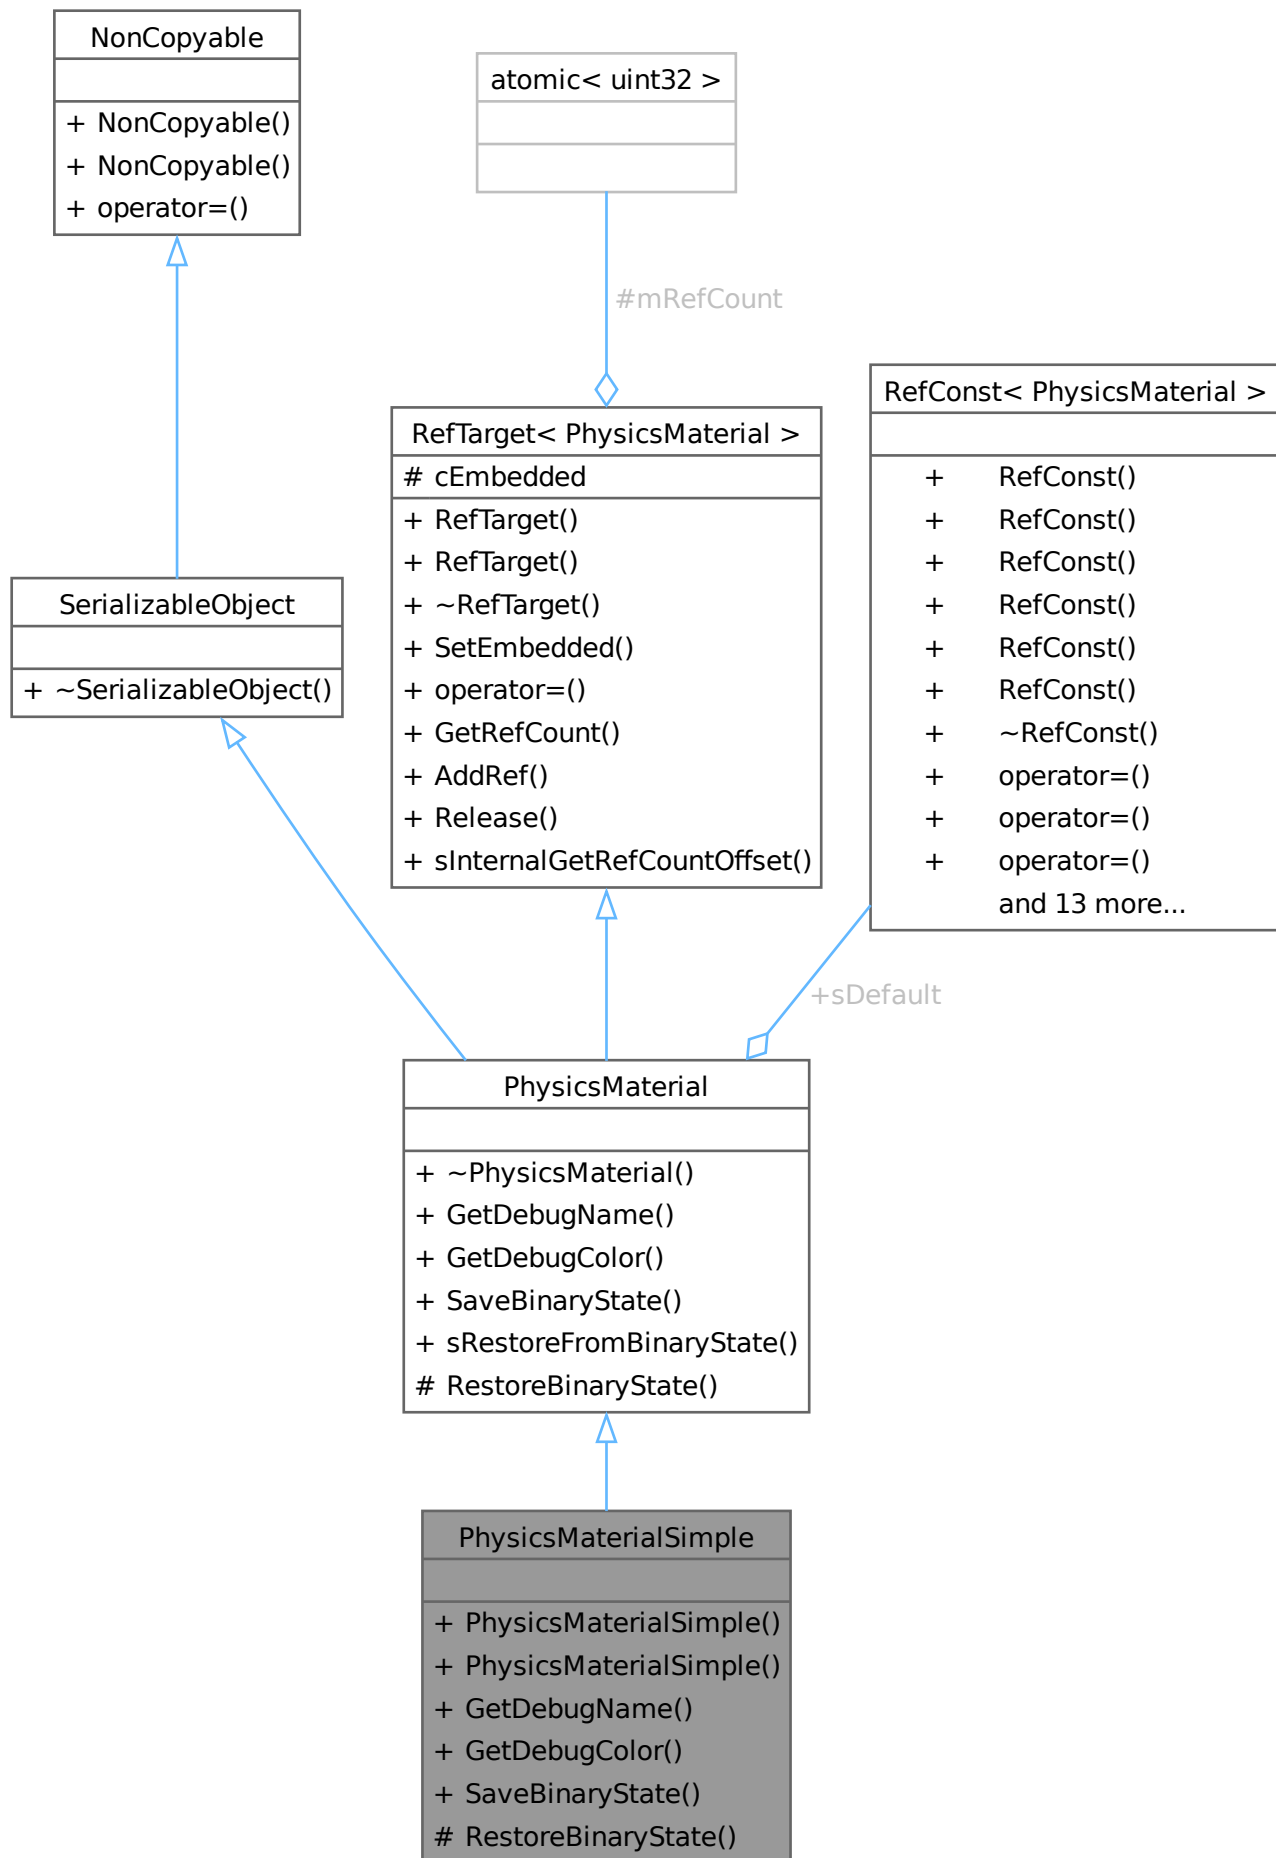 NonCopyable
+ NonCopyable()
+ NonCopyable()
+ operator=()
atomic< uint32 >
#mRefCount
SerializableObject
+ ~SerializableObject()
RefTarget< PhysicsMaterial >
# cEmbedded
+ RefTarget()
+ RefTarget()
+ ~RefTarget()
+ SetEmbedded()
+ operator=()
+ GetRefCount()
+ AddRef()
+ Release()
+ sInternalGetRefCountOffset()
RefConst< PhysicsMaterial >
+ RefConst()
+ RefConst()
+ RefConst()
+ RefConst()
+ RefConst()
+ RefConst()
+ ~RefConst()
+ operator=()
+ operator=()
+ operator=()
and 13 more...
+sDefault
PhysicsMaterial
+ ~PhysicsMaterial()
+ GetDebugName()
+ GetDebugColor()
+ SaveBinaryState()
+ sRestoreFromBinaryState()
# RestoreBinaryState()
PhysicsMaterialSimple
+ PhysicsMaterialSimple()
+ PhysicsMaterialSimple()
+ GetDebugName()
+ GetDebugColor()
+ SaveBinaryState()
# RestoreBinaryState()